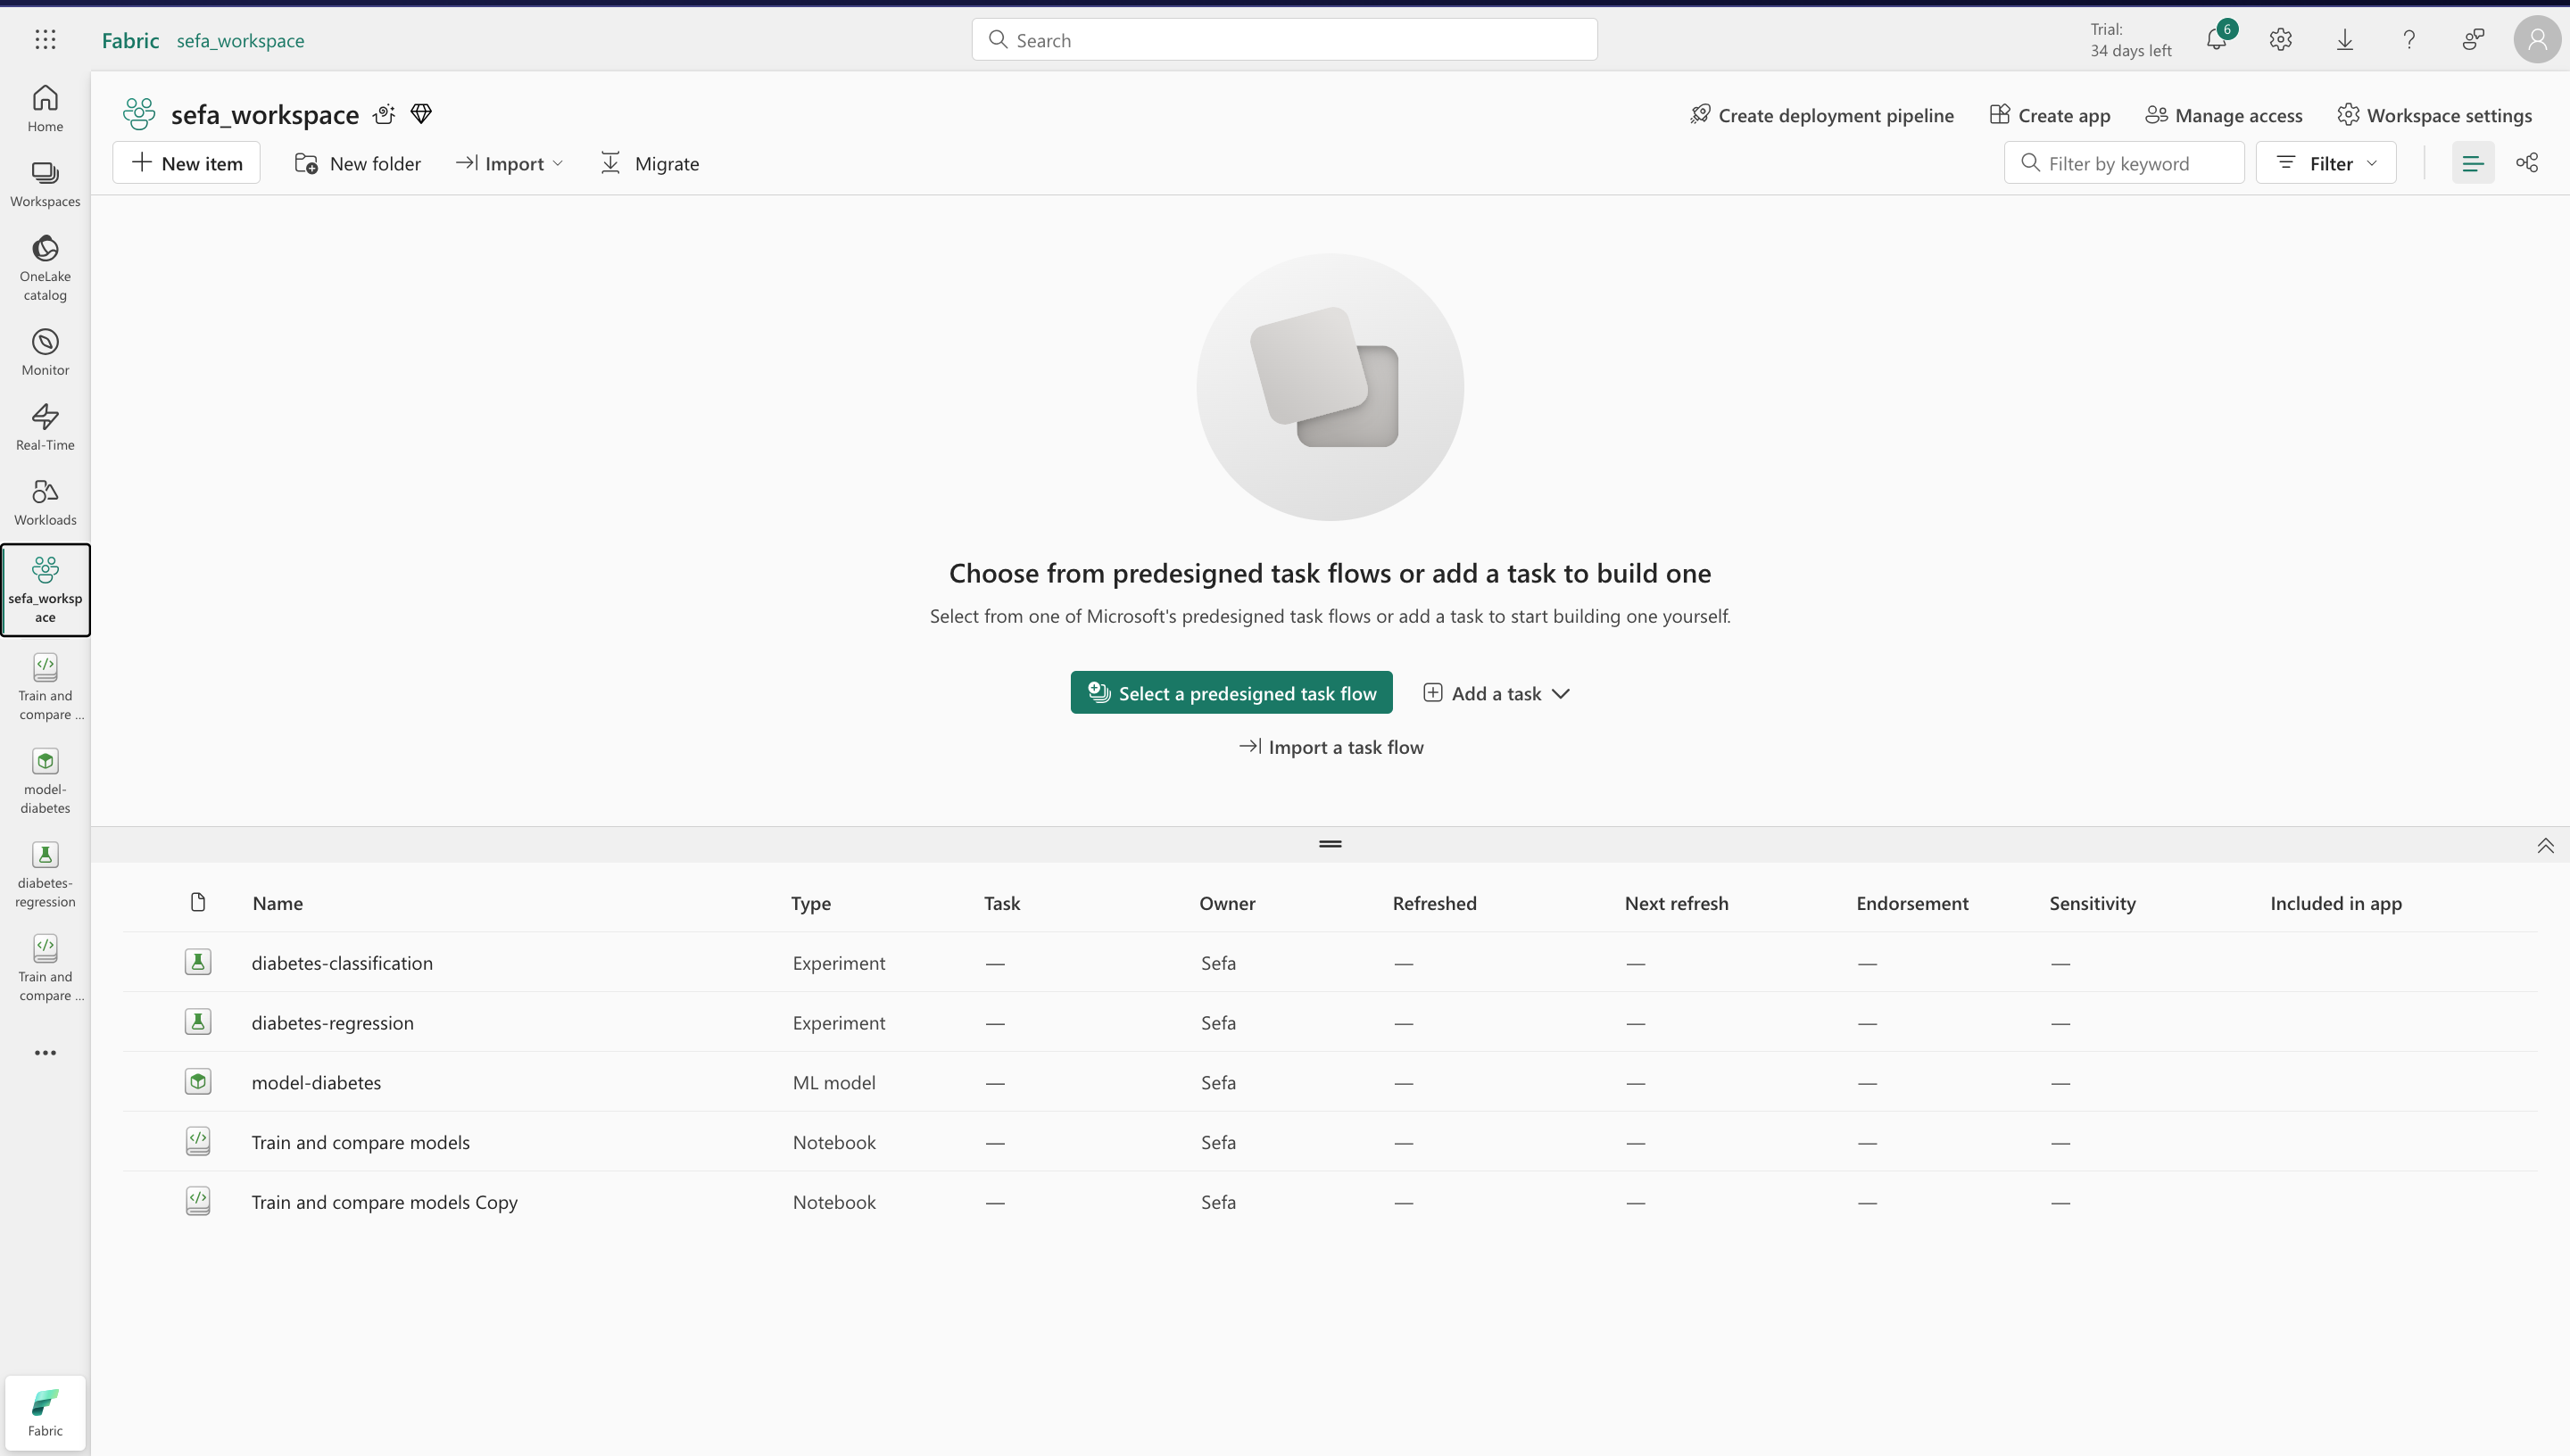 Fabric sefa_workspace
Search
Trial:
34 days left
6
Home
Workspaces
OneLake
catalog
Monitor
Real-Time
Workloads
sefa_worksp
ace
Train and
compare ...
model-
diabetes
diabetes-
regression
Train and
compare ...
Fabric
sefa_workspace
Create deployment pipeline Create app Manage access Workspace settings
New item New folder Import Migrate
Filter by keyword Filter
Choose from predesigned task flows or add a task to build one
Select from one of Microsoft's predesigned task flows or add a task to start building one yourself.
Select a predesigned task flow Add a task
Import a task flow
Name Type Task Owner Refreshed Next refresh Endorsement Sensitivity Included in app
diabetes-classification Experiment — Sefa — — — —
diabetes-regression Experiment — Sefa — — — —
model-diabetes ML model — Sefa — — — —
Train and compare models Notebook — Sefa — — — —
Train and compare models Copy Notebook — Sefa — — — —